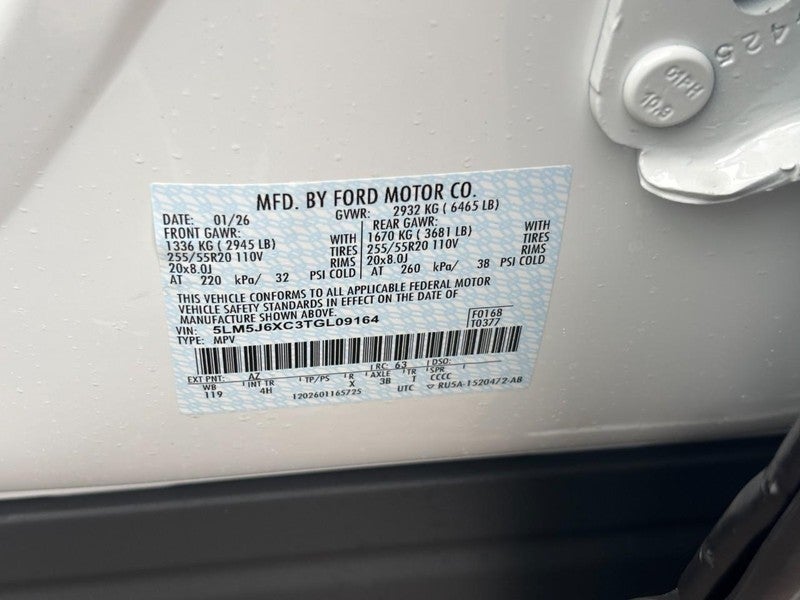 3425
CIPH
10.9
MFD. BY FORD MOTOR CO.
DATE: 01/26 GVWR: 2932 KG ( 6465 LB)
FRONT GAWR: REAR GAWR:
1336 KG ( 2945 LB) WITH 1670 KG ( 3681 LB) WITH
255/55R20 110V TIRES 255/55R20 110V TIRES
20x8.0J RIMS 20x8.0J RIMS
AT 220 kPa/ 32 PSI COLD AT 260 kPa/ 38 PSI COLD
THIS VEHICLE CONFORMS TO ALL APPLICABLE FEDERAL MOTOR
VEHICLE SAFETY STANDARDS IN EFFECT ON THE DATE OF
MANUFACTURE SHOWN ABOVE.
VIN: 5LM5J6XC3TGL09164 F0168
TYPE: MPV T0377
EXT PNT: AZ RC: 63 DSO:
WB INT TR TP/PS R AXLE TR SPR
119 4H X 3B T CCCC
UTC RU5A-1520472-AB
1202601165725